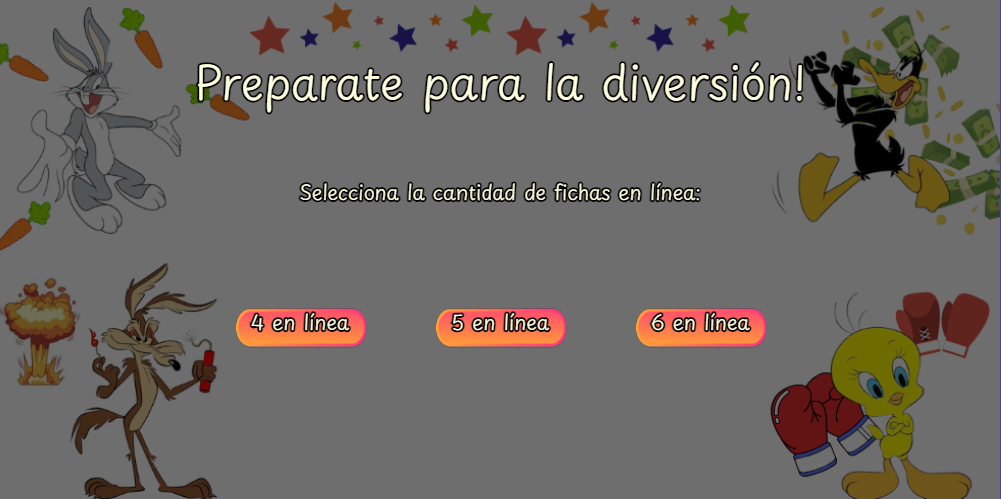 Preparate para la diversión!
Selecciona la cantidad de fichas en línea:
4 en línea
5 en línea
6 en línea